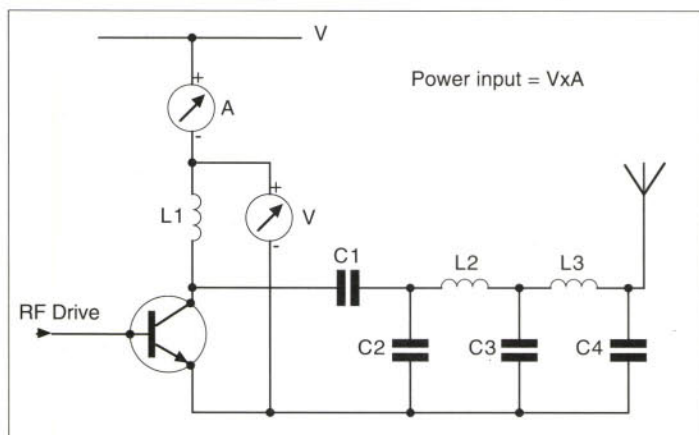 V
Power input = VxA
+
A
-
+
L1
V
-
C1
L2
L3
RF Drive
C2
C3
C4